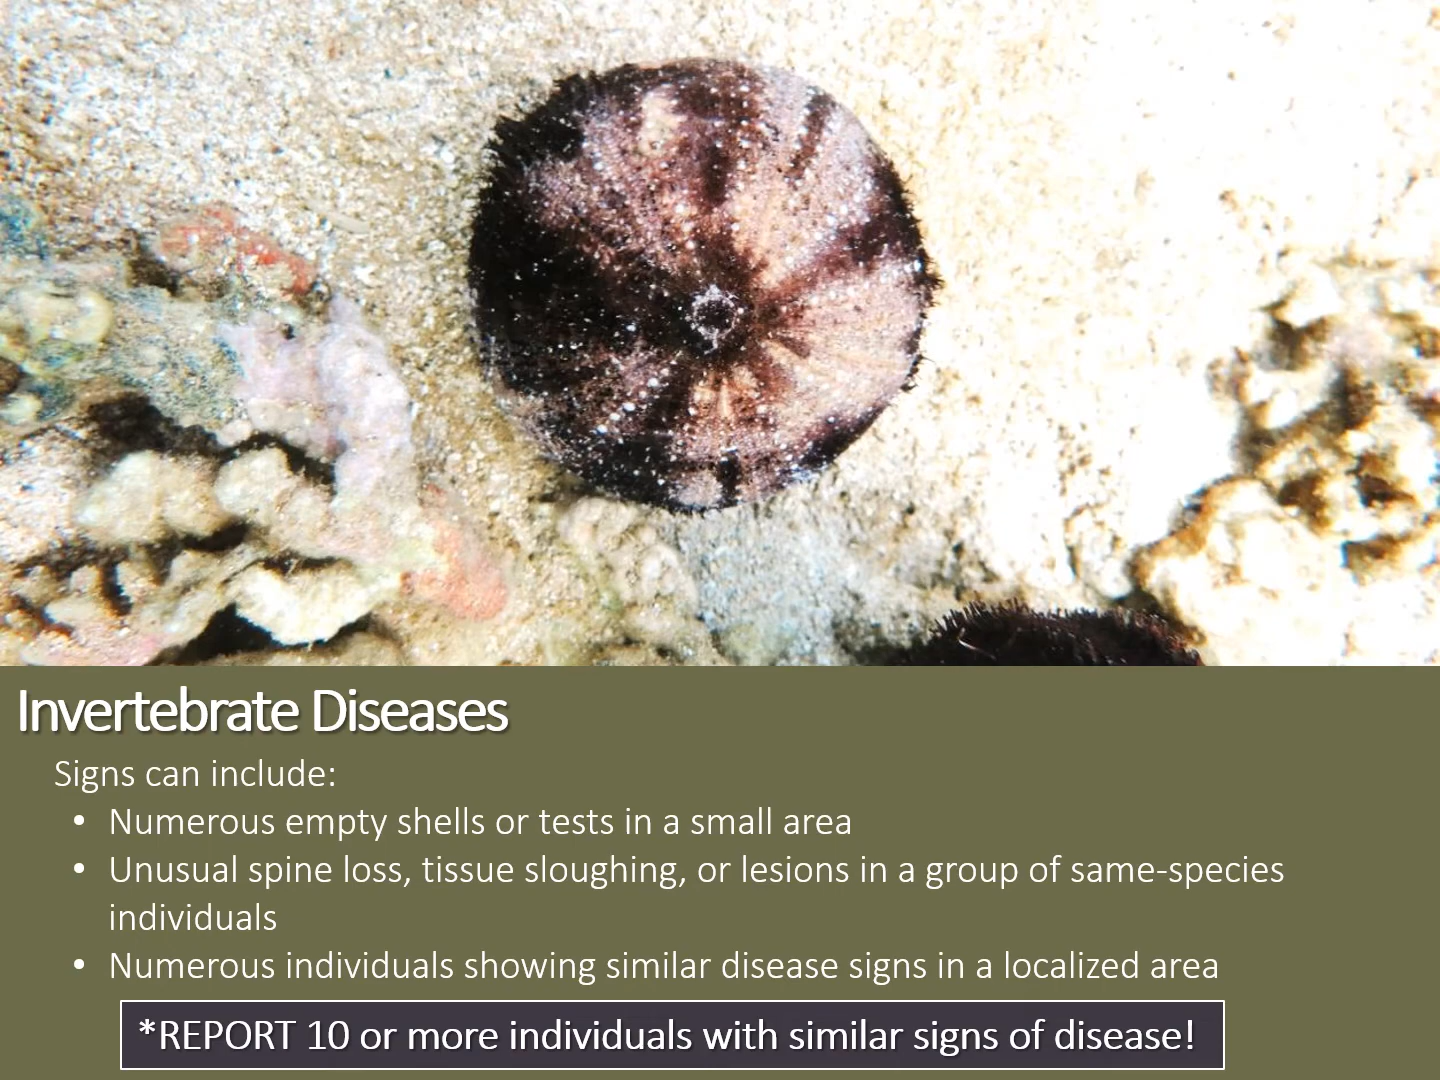 Invertebrate Diseases
Signs can include:
• Numerous empty shells or tests in a small area
• Unusual spine loss, tissue sloughing, or lesions in a group of same-species
individuals
• Numerous individuals showing similar disease signs in a localized area
*REPORT 10 or more individuals with similar signs of disease!